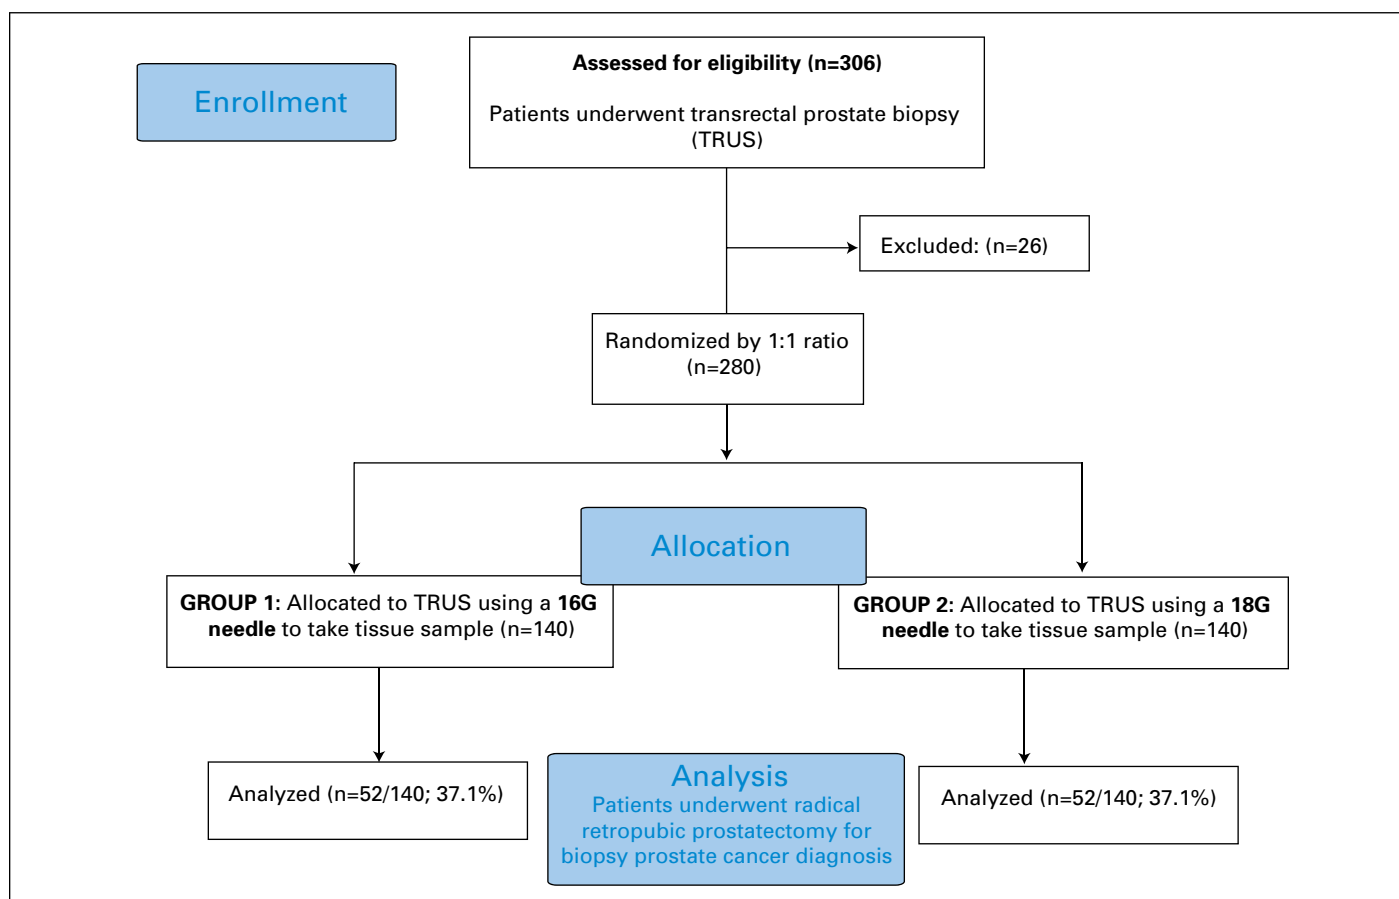 Enrollment
Assessed for eligibility (n=306)
Patients underwent transrectal prostate biopsy
(TRUS)
Excluded: (n=26)
Randomized by 1:1 ratio
(n=280)
Allocation
GROUP 1: Allocated to TRUS using a 16G
needle to take tissue sample (n=140)
GROUP 2: Allocated to TRUS using a 18G
needle to take tissue sample (n=140)
Analyzed (n=52/140; 37.1%)
Analysis
Patients underwent radical
retropubic prostatectomy for
biopsy prostate cancer diagnosis
Analyzed (n=52/140; 37.1%)